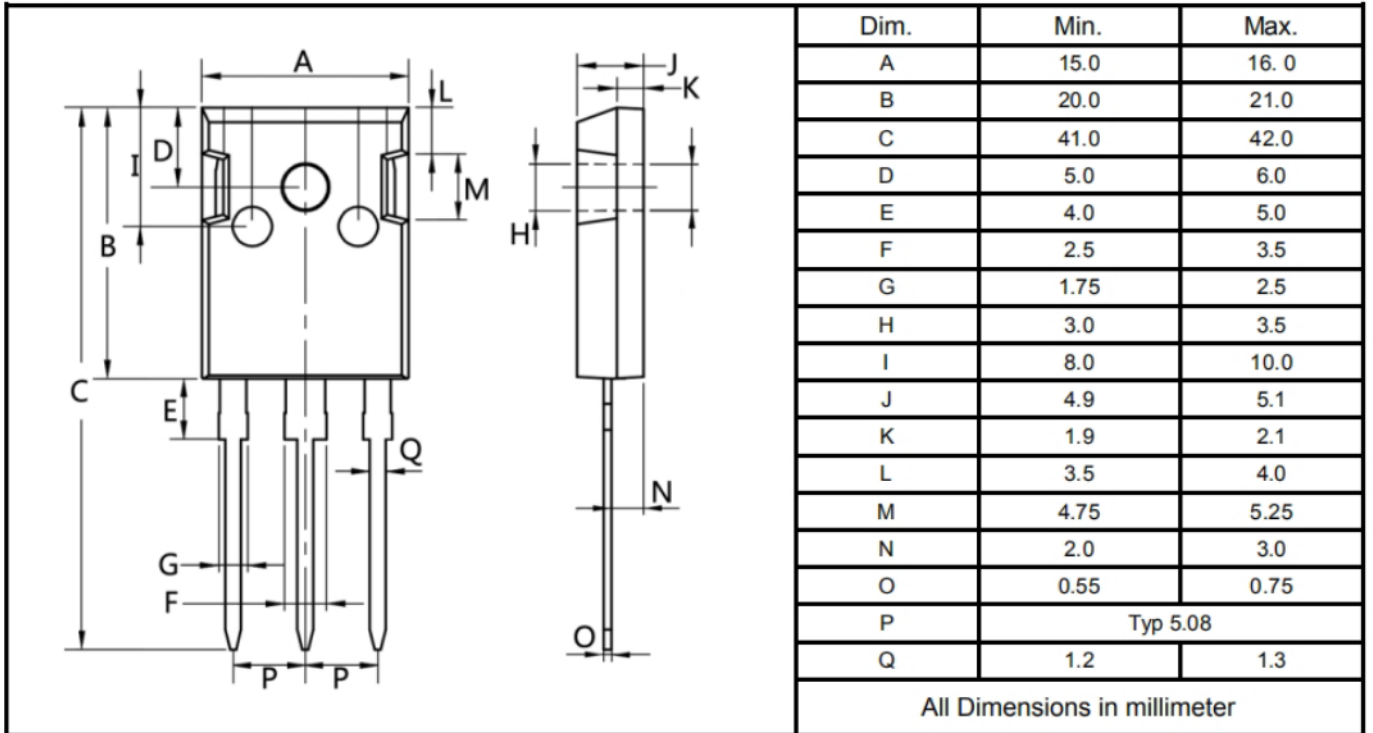 A
L
D
I
M
B
C
E
Q
G
F
P P
J
K
H
N
O
Dim. Min. Max.
A 15.0 16. 0
B 20.0 21.0
C 41.0 42.0
D 5.0 6.0
E 4.0 5.0
F 2.5 3.5
G 1.75 2.5
H 3.0 3.5
I 8.0 10.0
J 4.9 5.1
K 1.9 2.1
L 3.5 4.0
M 4.75 5.25
N 2.0 3.0
O 0.55 0.75
P Typ 5.08
Q 1.2 1.3
All Dimensions in millimeter